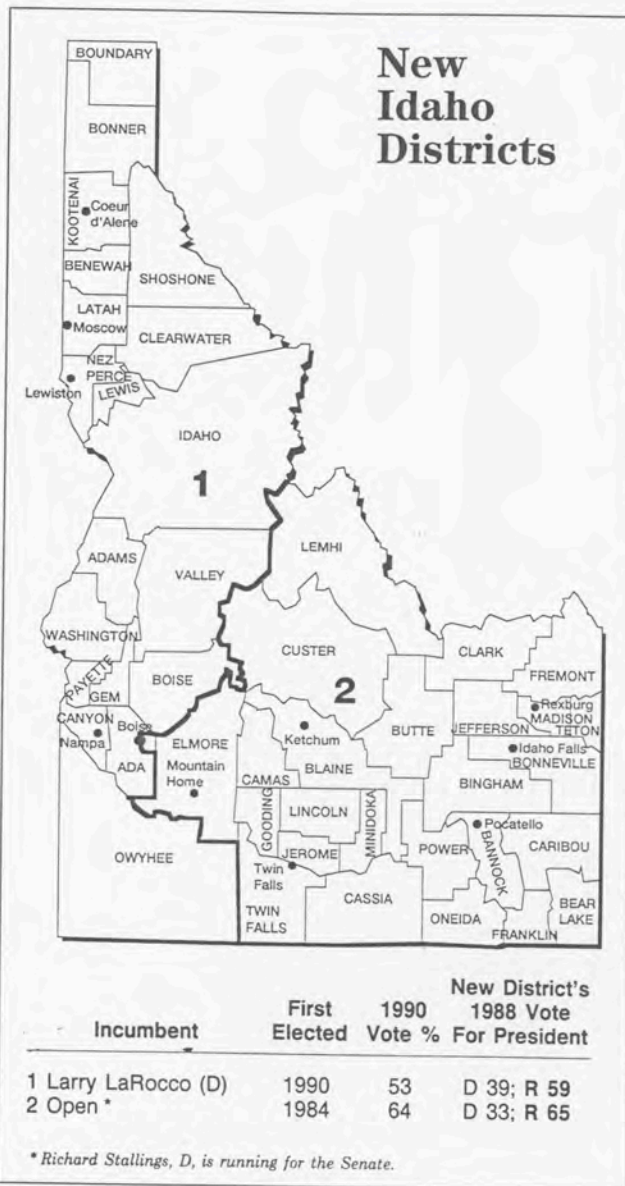 New
Idaho
Districts
BOUNDARY
BONNER
KOOTENAI
Coeur
d'Alene
BENEWAH
SHOSHONE
LATAH
Moscow
CLEARWATER
NEZ
PERCE
LEWIS
Lewiston
IDAHO
1
LEMHI
ADAMS
VALLEY
WASHINGTON
CUSTER
CLARK
FREMONT
PAYETTE
GEM
BOISE
2
BUTTE
Rexburg
MADISON
JEFFERSON
TETON
CANYON
Nampa
Boise
ADA
ELMORE
Mountain
Home
Ketchum
BLAINE
Idaho Falls
BONNEVILLE
CAMAS
BINGHAM
GOODING
LINCOLN
MINIDOKA
JEROME
Pocatello
POWER
BANNOCK
CARIBOU
OWYHEE
Twin
Falls
TWIN
FALLS
CASSIA
ONEIDA
FRANKLIN
BEAR
LAKE
Incumbent First Elected 1990 Vote % New District's 1988 Vote For President
1 Larry LaRocco (D) 1990 53 D 39; R 59
2 Open * 1984 64 D 33; R 65
* Richard Stallings, D, is running for the Senate.